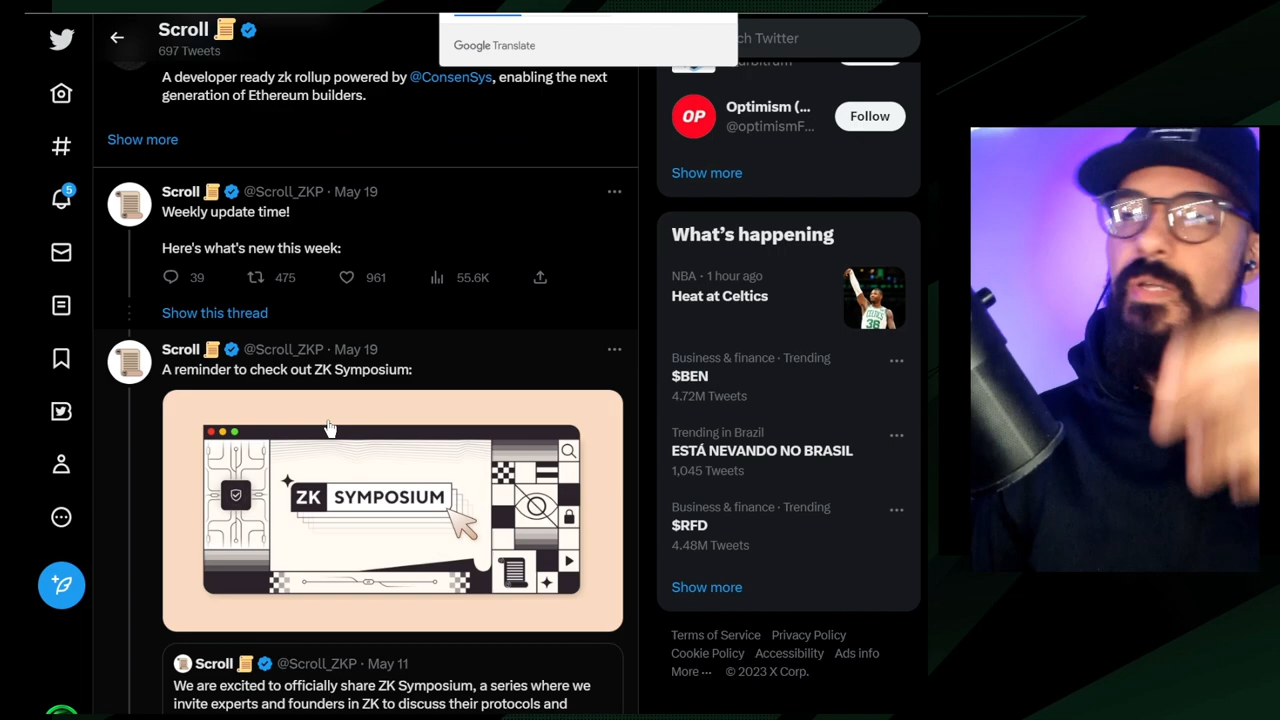 Scroll
697 Tweets
A developer ready zk rollup powered by @ConsenSys, enabling the next
generation of Ethereum builders.
Show more
Scroll @Scroll_ZKP · May 19
Weekly update time!
Here's what's new this week:
39 475 961 55.6K
Show this thread
Scroll @Scroll_ZKP · May 19
A reminder to check out ZK Symposium:
ZK SYMPOSIUM
Scroll @Scroll_ZKP · May 11
We are excited to officially share ZK Symposium, a series where we
invite experts and founders in ZK to discuss their protocols and
5
Google Translate
ch Twitter
OP
Optimism (...
@optimismF...
Follow
Show more
What's happening
NBA · 1 hour ago
Heat at Celtics
CELTICS
36
Business & finance · Trending
$BEN
4.72M Tweets
Trending in Brazil
ESTÁ NEVANDO NO BRASIL
1,045 Tweets
Business & finance · Trending
$RFD
4.48M Tweets
Show more
Terms of Service Privacy Policy
Cookie Policy Accessibility Ads info
More ··· © 2023 X Corp.